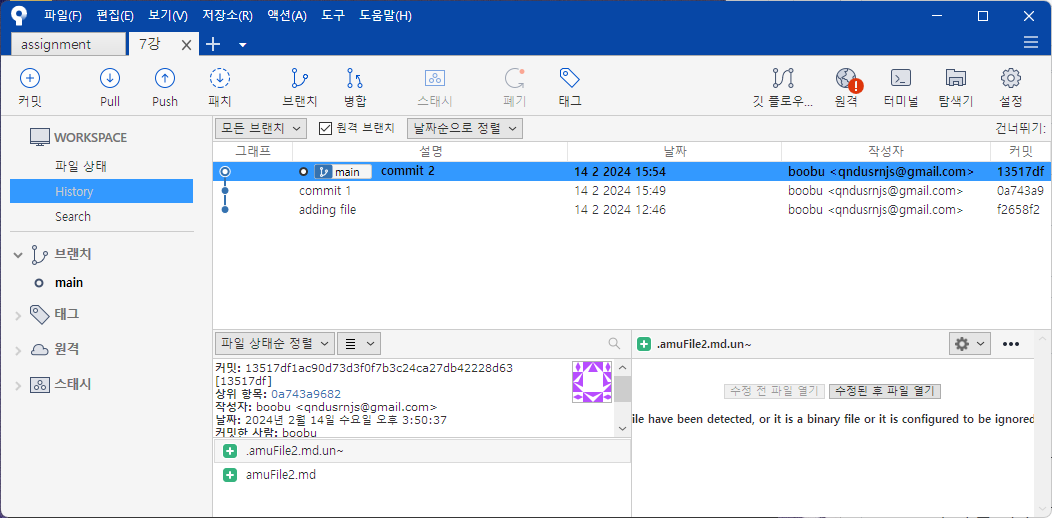 파일(F) 편집(E) 보기(V) 저장소(R) 액션(A) 도구 도움말(H)
assignment 7강
커밋 Pull Push 패치 브랜치 병합 스태시 폐기 태그 깃 플로우... 원격 터미널 탐색기 설정
WORKSPACE
파일 상태
History
Search
브랜치
main
태그
원격
스태시
모든 브랜치 원격 브랜치 날짜순으로 정렬 건너뛰기:
그래프 설명 날짜 작성자 커밋
main commit 2 14 2 2024 15:54 boobu <qndusrnjs@gmail.com> 13517df
commit 1 14 2 2024 15:49 boobu <qndusrnjs@gmail.com> 0a743a9
adding file 14 2 2024 12:46 boobu <qndusrnjs@gmail.com> f2658f2
파일 상태순 정렬
커밋: 13517df1ac90d73d3f0f7b3c24ca27db42228d63
[13517df]
상위 항목: 0a743a9682
작성자: boobu <qndusrnjs@gmail.com>
날짜: 2024년 2월 14일 수요일 오후 3:50:37
커밋한 사람: boobu
.amuFile2.md.un~
amuFile2.md
.amuFile2.md.un~
수정 전 파일 열기 수정된 후 파일 열기
ile have been detected, or it is a binary file or it is configured to be ignored